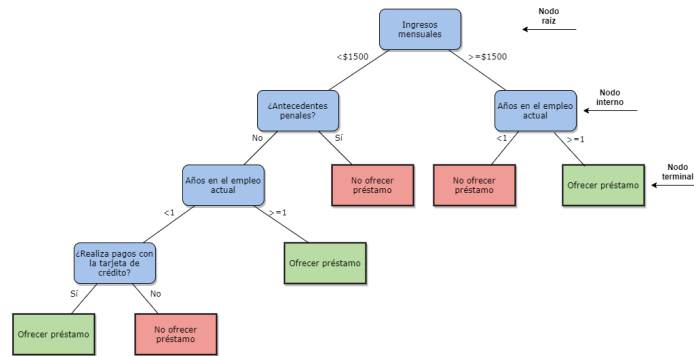 Nodo
raíz
Ingresos
mensuales
<$1500
>=$1500
¿Antecedentes
penales?
Años en el empleo
actual
Nodo
interno
No
Sí
<1
>=1
Años en el empleo
actual
No ofrecer
préstamo
No ofrecer
préstamo
Ofrecer préstamo
Nodo
terminal
<1
>=1
¿Realiza pagos con
la tarjeta de
crédito?
Ofrecer préstamo
Sí
No
Ofrecer préstamo
No ofrecer
préstamo